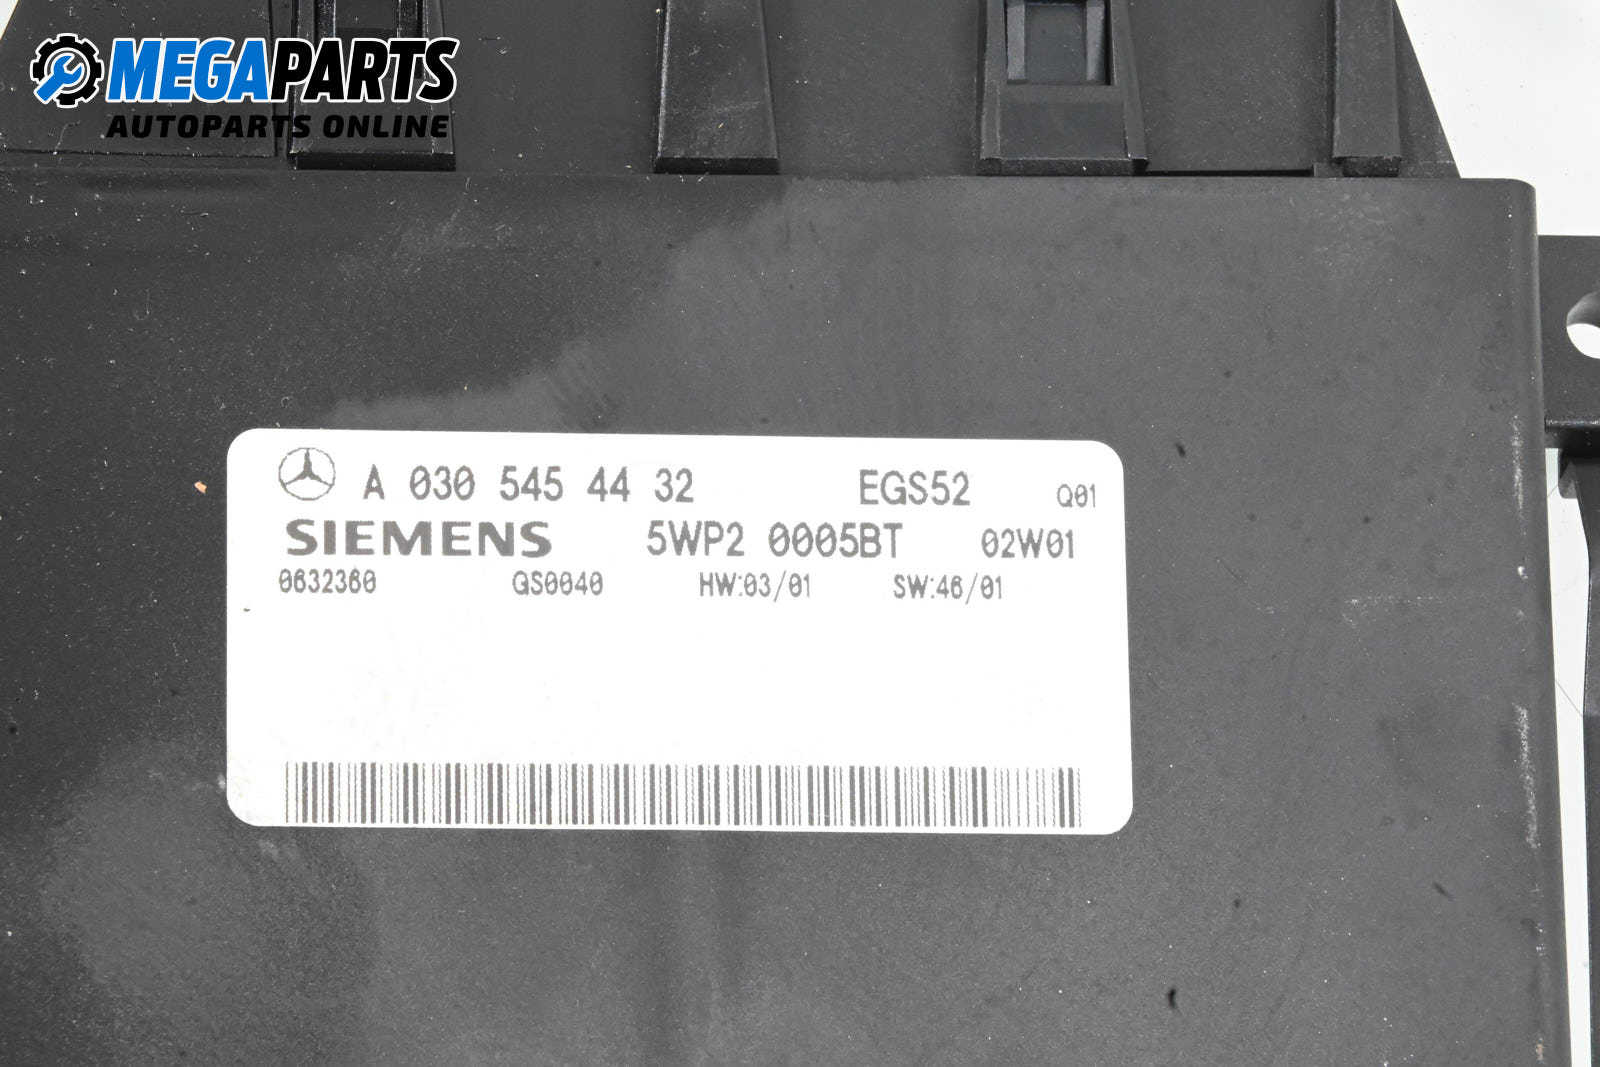 MEGAPARTS
AUTOPARTS ONLINE
A 030 545 44 32 EGS52 Q01
SIEMENS 5WP2 0005BT 02W01
0632360 GS0040 HW:03/01 SW:46/01